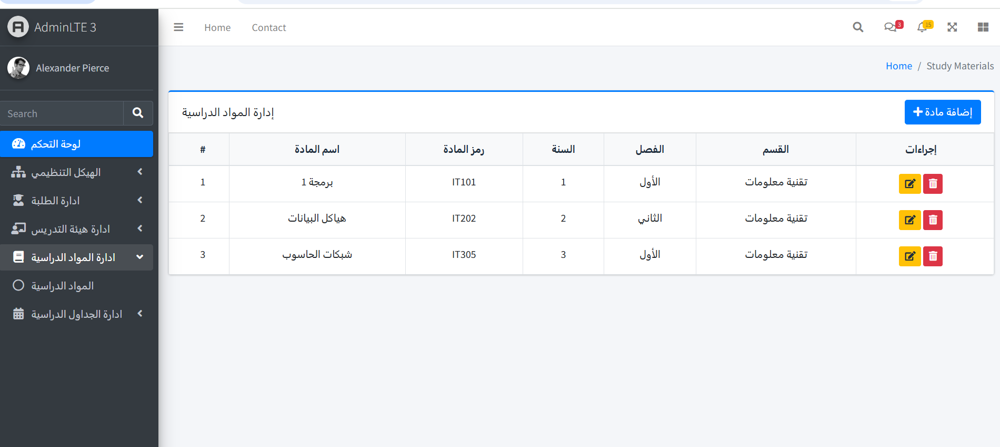 AdminLTE 3
Alexander Pierce
Search
لوحة التحكم
الهيكل التنظيمي
ادارة الطلبة
ادارة هيئة التدريس
ادارة المواد الدراسية
المواد الدراسية
ادارة الجداول الدراسية
Home Contact 3 15
Home / Study Materials
إدارة المواد الدراسية إضافة مادة
# اسم المادة رمز المادة السنة الفصل القسم إجراءات
1 برمجة 1 IT101 1 الأول تقنية معلومات
2 هياكل البيانات IT202 2 الثاني تقنية معلومات
3 شبكات الحاسوب IT305 3 الأول تقنية معلومات